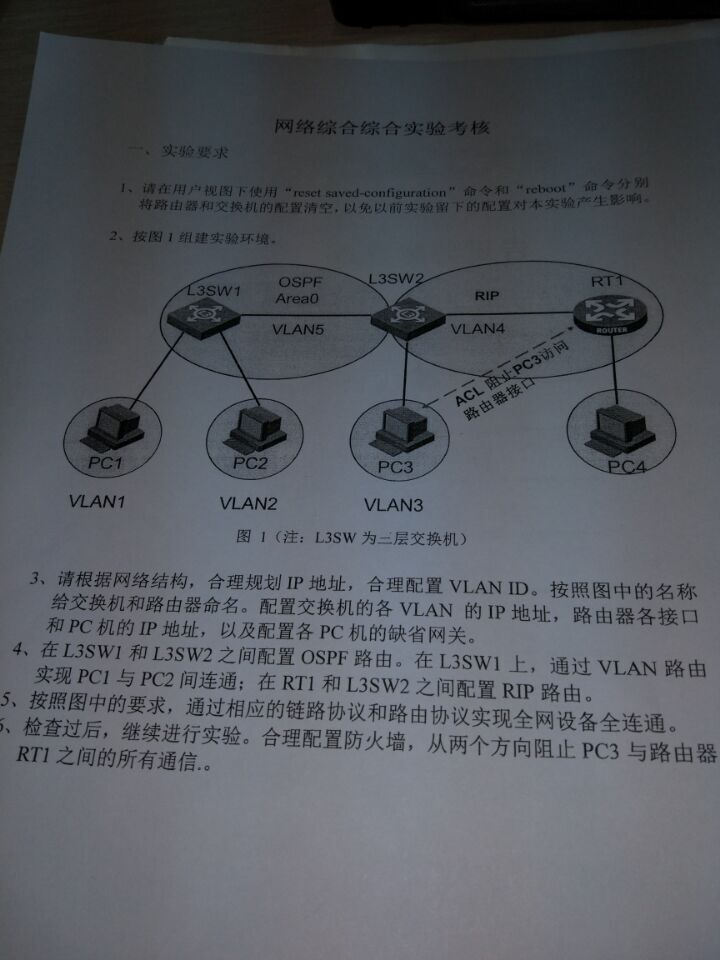 网络综合综合实验考核
一、实验要求
1、请在用户视图下使用“reset saved-configuration”命令和“reboot”命令分别
将路由器和交换机的配置清空，以免以前实验留下的配置对本实验产生影响。
2、按图1组建实验环境。
L3SW1
OSPF
Area0
L3SW2
RIP
RT1
VLAN5
VLAN4
ROUTER
ACL 阻止PC3访问
路由器接口
PC1
PC2
PC3
PC4
VLAN1
VLAN2
VLAN3
图 1（注：L3SW 为三层交换机）
3、请根据网络结构，合理规划 IP 地址，合理配置 VLAN ID。按照图中的名称
给交换机和路由器命名。配置交换机的各 VLAN 的 IP 地址，路由器各接口
和 PC 机的 IP 地址，以及配置各 PC 机的缺省网关。
4、在 L3SW1 和 L3SW2 之间配置 OSPF 路由。在 L3SW1 上，通过 VLAN 路由
实现 PC1 与 PC2 间连通；在 RT1 和 L3SW2 之间配置 RIP 路由。
5、按照图中的要求，通过相应的链路协议和路由协议实现全网设备全连通。
6、检查过后，继续进行实验。合理配置防火墙，从两个方向阻止 PC3 与路由器
RT1 之间的所有通信.。